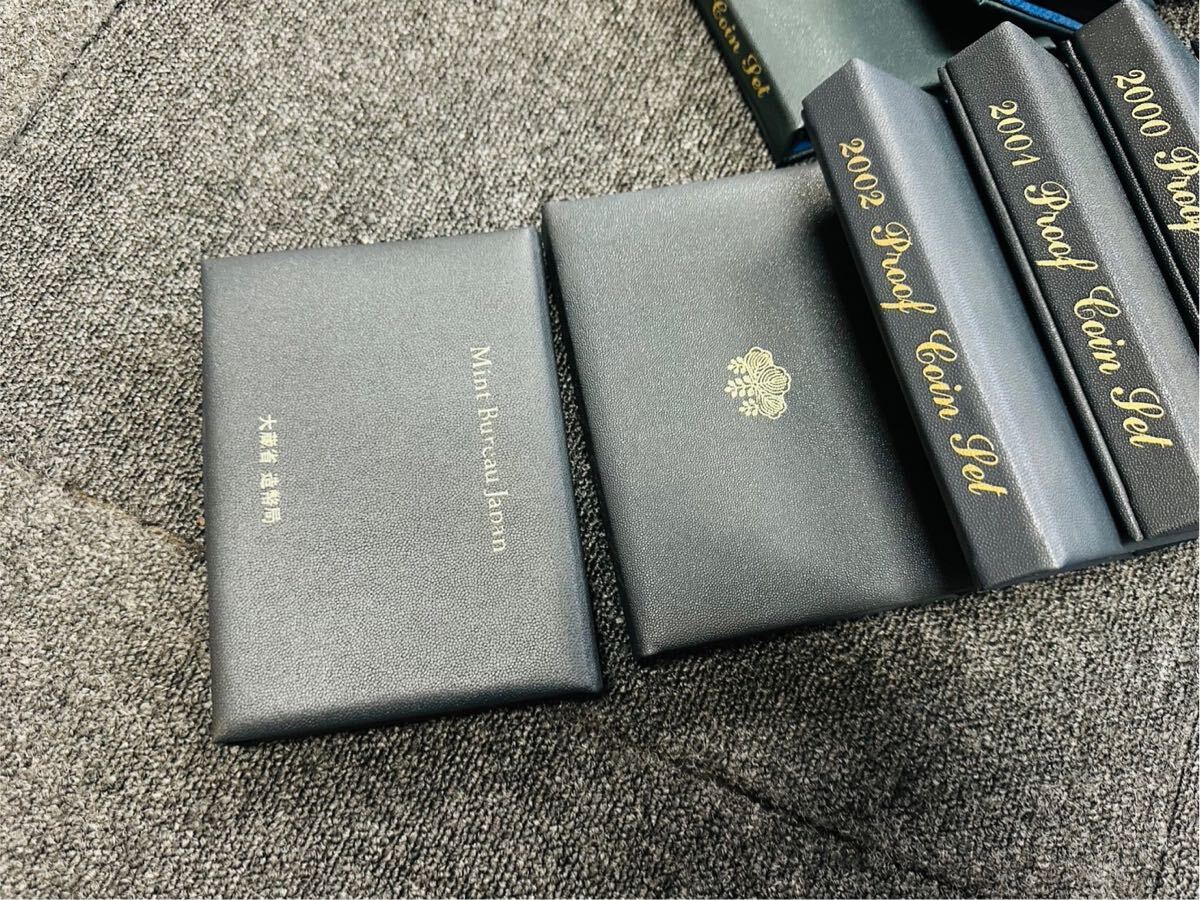 Mint Bureau Japan
大蔵省 造幣局
Coin Set
2002 Proof Coin Set
2001 Proof Coin Set
2000 Proof